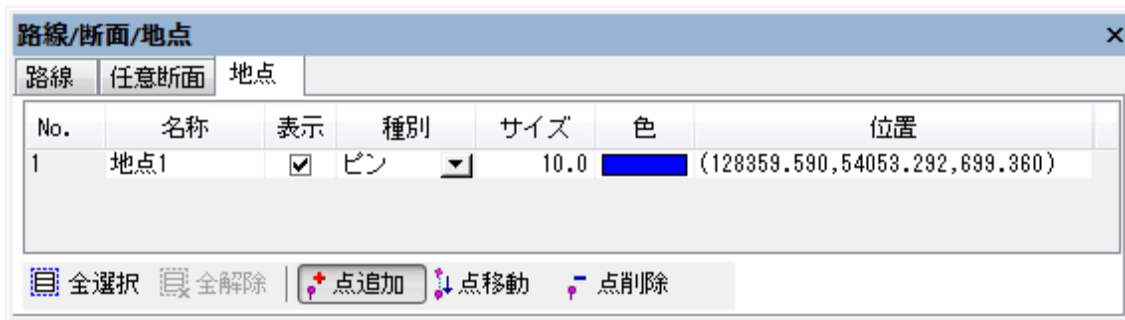 路線/断面/地点
路線 任意断面 地点
No. 名称 表示 種別 サイズ 色 位置
1 地点1 ピン 10.0 (128359.590,54053.292,699.360)
全選択 全解除 点追加 点移動 点削除